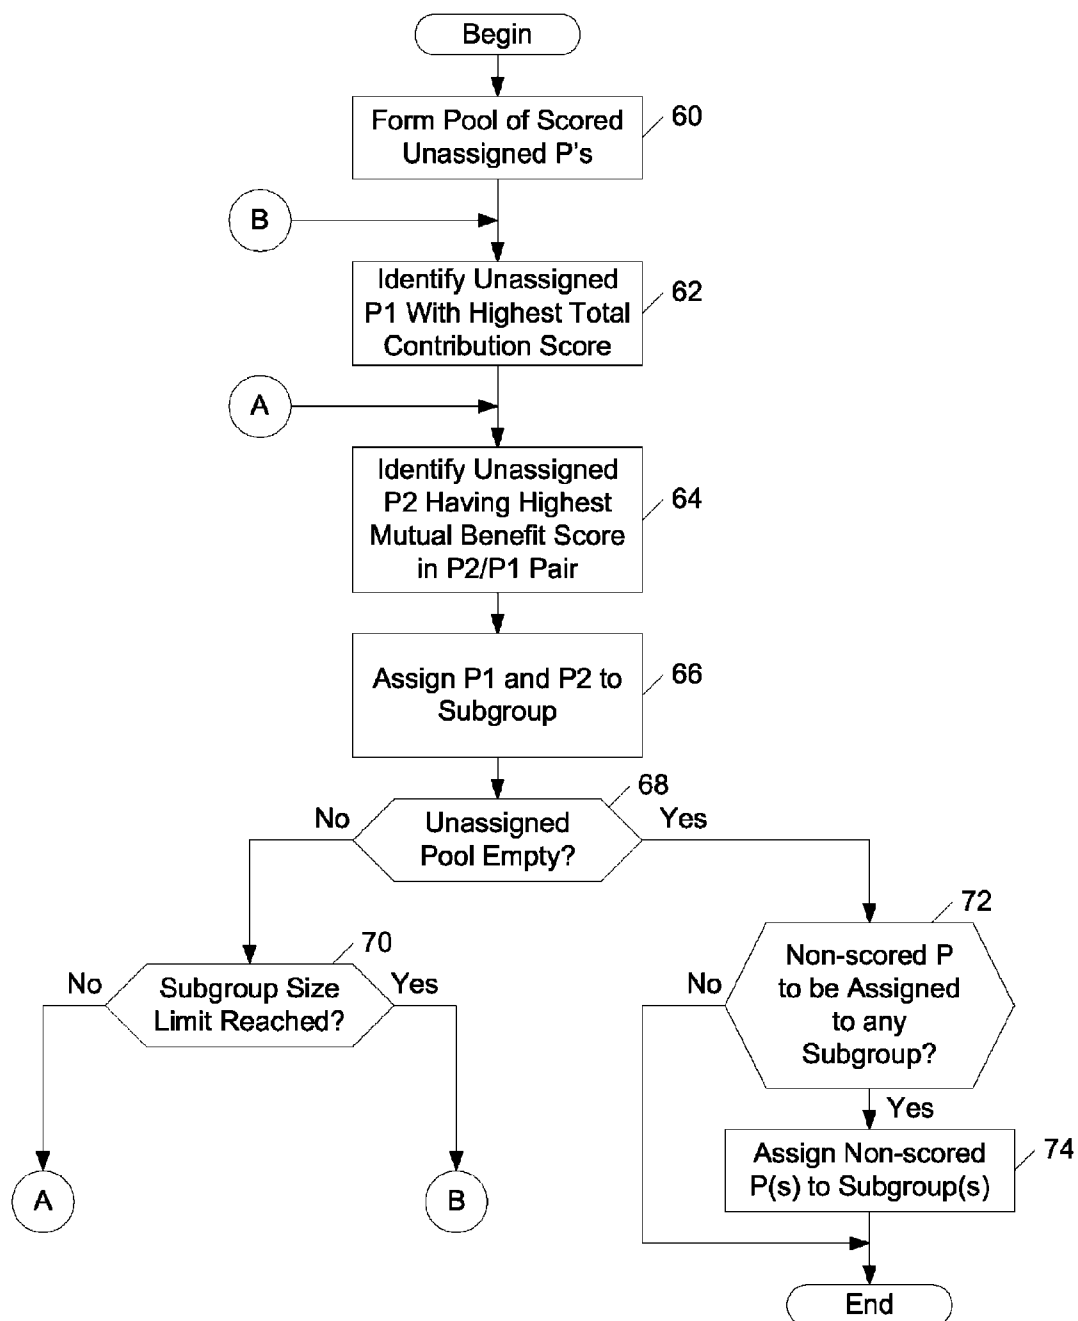 Begin
Form Pool of Scored
Unassigned P's
60
B
Identify Unassigned
P1 With Highest Total
Contribution Score
62
A
Identify Unassigned
P2 Having Highest
Mutual Benefit Score
in P2/P1 Pair
64
Assign P1 and P2 to
Subgroup
66
68
No
Unassigned
Pool Empty?
Yes
70
No
Subgroup Size
Limit Reached?
Yes
72
No
Non-scored P
to be Assigned
to any
Subgroup?
Yes
Assign Non-scored
P(s) to Subgroup(s)
74
A
B
End